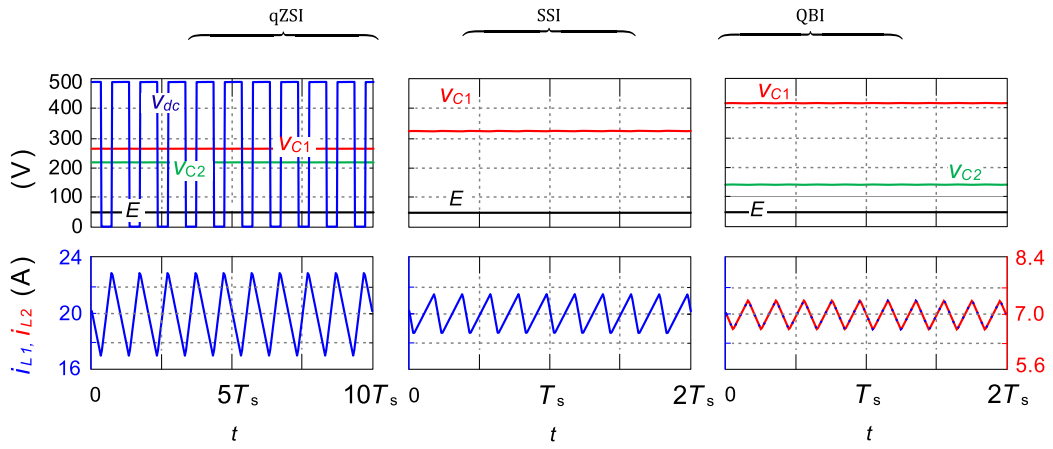 qZSI SSI QBI
500
400
300
200
100
0
(V)
v_dc
v_C1
v_C2
E
v_C1
E
v_C1
v_C2
E
24
20
16
i_L1, i_L2 (A)
8.4
7.0
5.6
0 5T_s 10T_s 0 T_s 2T_s 0 T_s 2T_s
t t t